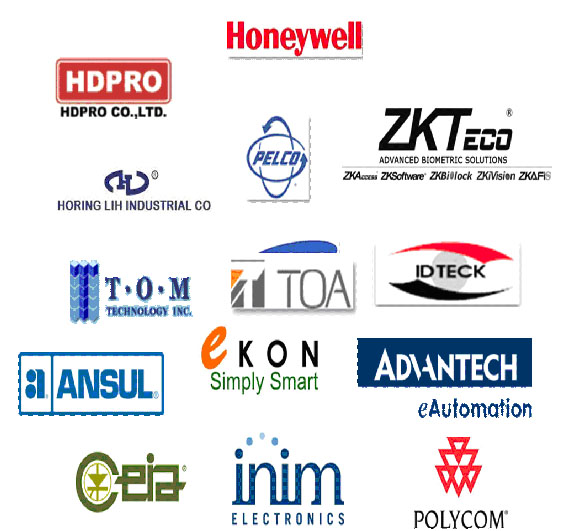 Honeywell
HDPRO
HDPRO CO.,LTD.
PELCO
ZKTECO
®
ADVANCED BIOMETRIC SOLUTIONS
ZKAccess ZKSoftware ZKBiolock ZKiVision ZKAFIS
®
HORING LIH INDUSTRIAL CO
T·O·M
TECHNOLOGY INC.
TOA
IDTECK
eKON
Simply Smart
a ANSUL®
ADVANTECH
eAutomation
Ceia®
inim
ELECTRONICS
POLYCOM®